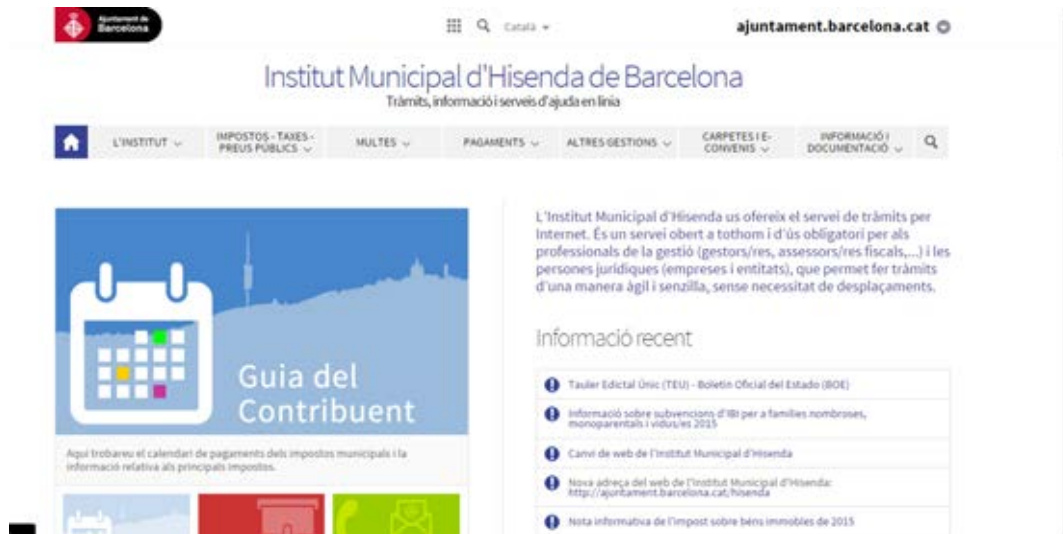 Ajuntament de
Barcelona
Català
ajuntament.barcelona.cat
Institut Municipal d'Hisenda de Barcelona
Tràmits, informació i serveis d'ajuda en línia
L'INSTITUT
IMPOSTOS - TAXES -
PREUS PÚBLICS
MULTES
PAGAMENTS
ALTRES GESTIONS
CARPETES I E-
CONVENIS
INFORMACIÓ I
DOCUMENTACIÓ
Guia del
Contribuent
Aquí trobareu el calendari de pagaments dels impostos municipals i la
informació relativa als principals impostos.
L'Institut Municipal d'Hisenda us ofereix el servei de tràmits per
Internet. És un servei obert a tothom i d'ús obligatori per als
professionals de la gestió (gestors/res, assessors/res fiscals,...) i les
persones jurídiques (empreses i entitats), que permet fer tràmits
d'una manera àgil i senzilla, sense necessitat de desplaçaments.
Informació recent
Tauler Edictal Únic (TEU) - Boletín Oficial del Estado (BOE)
Informació sobre subvencions d'IBI per a famílies nombroses,
monoparentals i vidus/es 2015
Canvi de web de l'Institut Municipal d'Hisenda
Nova adreça del web de l'Institut Municipal d'Hisenda:
http://ajuntament.barcelona.cat/hisenda
Nota informativa de l'impost sobre béns immobles de 2015